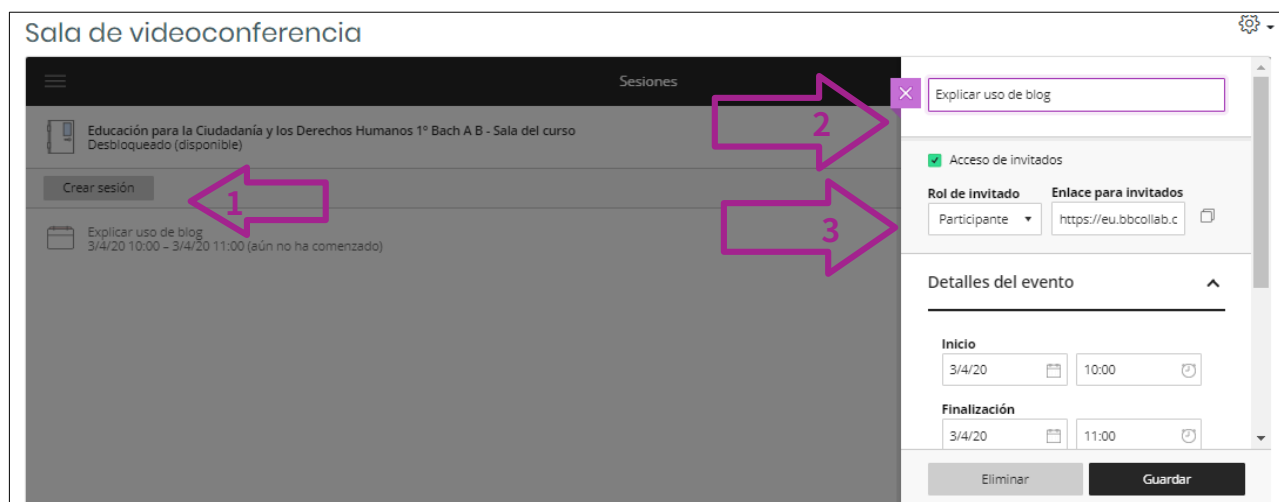 Sala de videoconferencia
Sesiones
Educación para la Ciudadanía y los Derechos Humanos 1º Bach A B - Sala del curso
Desbloqueado (disponible)
Crear sesión
1
Explicar uso de blog
3/4/20 10:00 – 3/4/20 11:00 (aún no ha comenzado)
2
Explicar uso de blog
3
Acceso de invitados
Rol de invitado Enlace para invitados
Participante https://eu.bbcollab.c
Detalles del evento
Inicio
3/4/20 10:00
Finalización
3/4/20 11:00
Eliminar Guardar